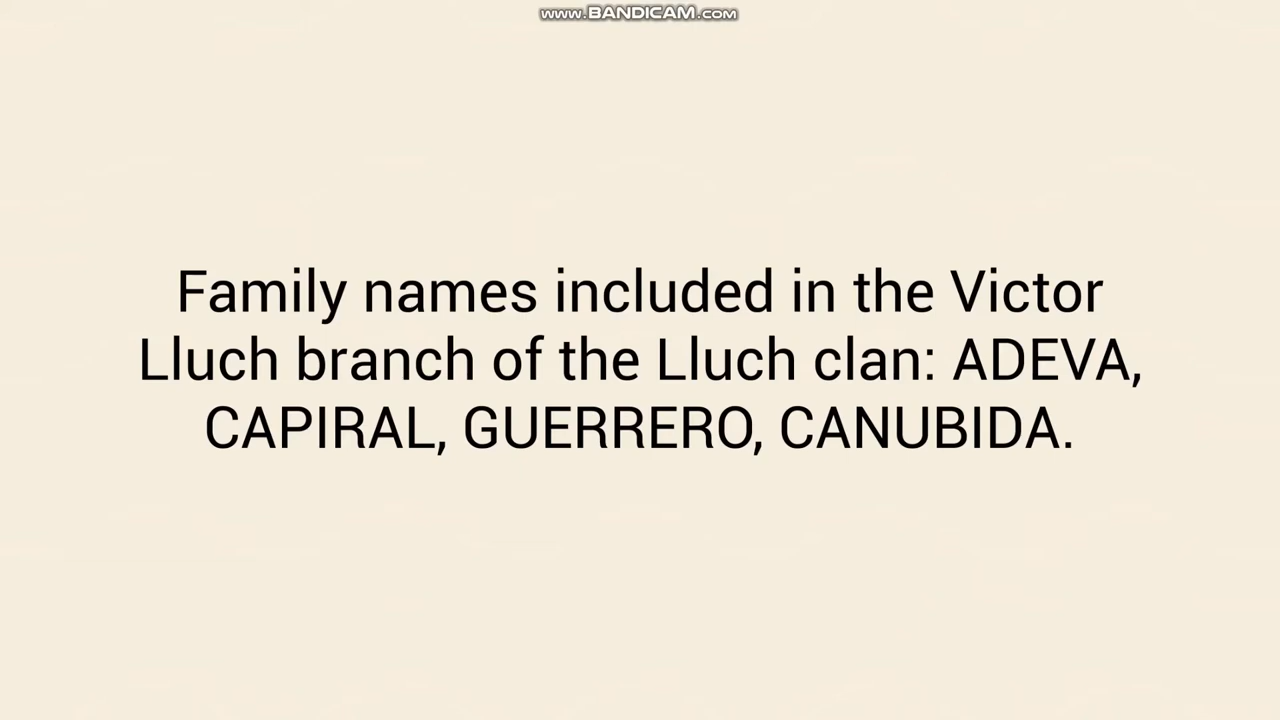 www.BANDICAM.com
Family names included in the Victor
Lluch branch of the Lluch clan: ADEVA,
CAPIRAL, GUERRERO, CANUBIDA.